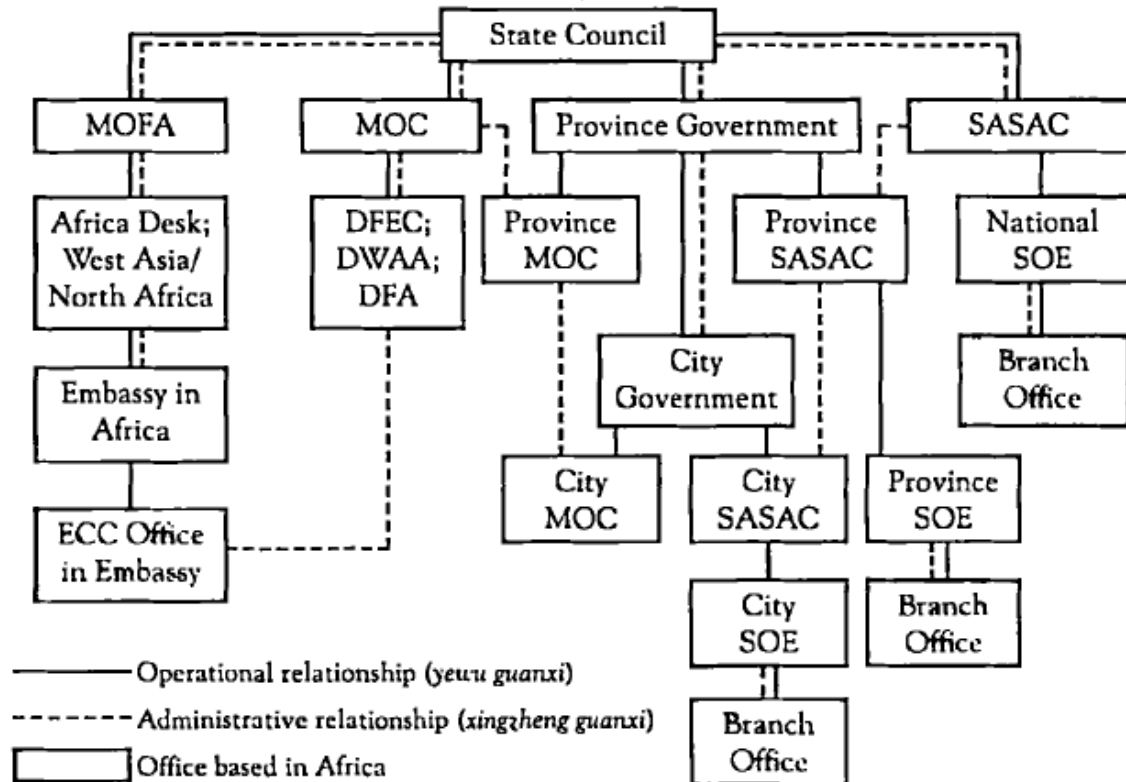 State Council
MOFA
MOC
Province Government
SASAC
Africa Desk;
West Asia/
North Africa
DFEC;
DWAA;
DFA
Province
MOC
Province
SASAC
National
SOE
City
Government
Branch
Office
Embassy in
Africa
City
MOC
City
SASAC
Province
SOE
ECC Office
in Embassy
City
SOE
Branch
Office
Branch
Office
Operational relationship (yewu guanxi)
Administrative relationship (xingzheng guanxi)
Office based in Africa